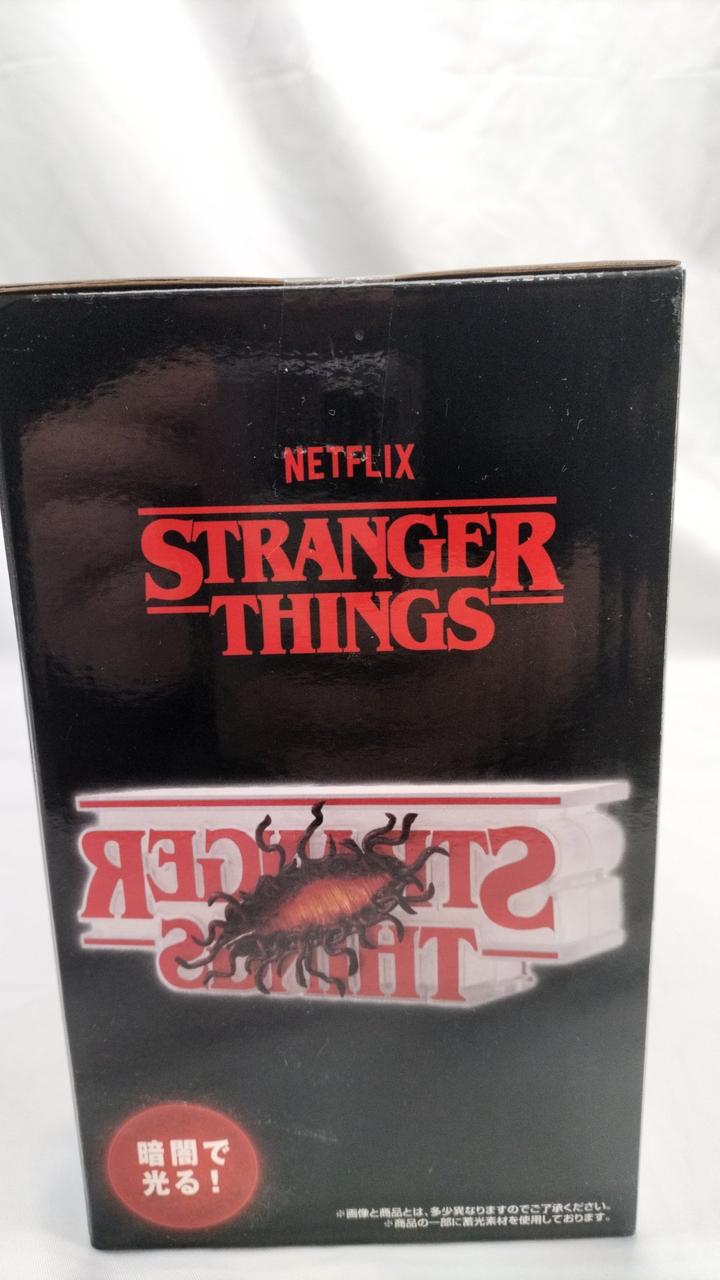 NETFLIX
STRANGER
THINGS
STRANGER
THINGS
暗闇で
光る!
※画像と商品とは、多少異なりますのでご了承ください。
※商品の一部に蓄光素材を使用しております。